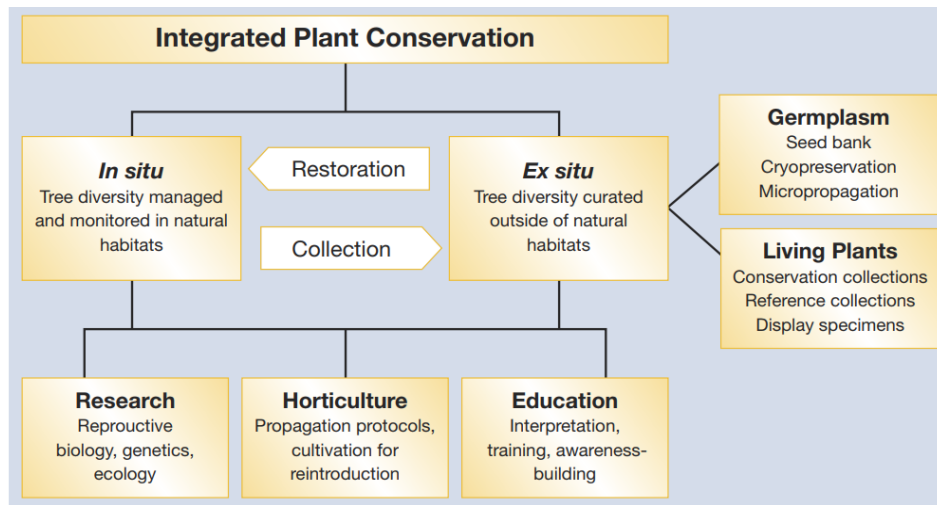 Integrated Plant Conservation
In situ
Tree diversity managed
and monitored in natural
habitats
Restoration
Collection
Ex situ
Tree diversity curated
outside of natural
habitats
Germplasm
Seed bank
Cryopreservation
Micropropagation
Living Plants
Conservation collections
Reference collections
Display specimens
Research
Reprouctive
biology, genetics,
ecology
Horticulture
Propagation protocols,
cultivation for
reintroduction
Education
Interpretation,
training, awareness-
building